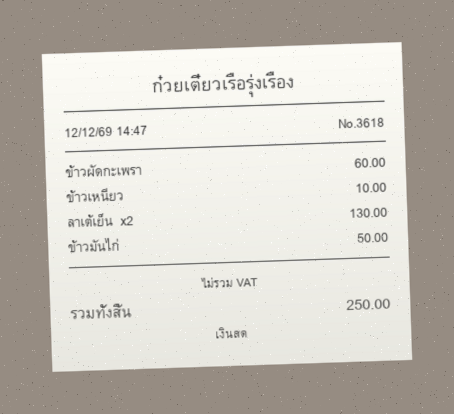 ก๋วยเตี๋ยวเรือรุ่งเรือง
12/12/69 14:47 No.3618
ข้าวผัดกะเพรา 60.00
ข้าวเหนียว 10.00
ลาเต้เย็น x2 130.00
ข้าวมันไก่ 50.00
ไม่รวม VAT
รวมทั้งสิ้น 250.00
เงินสด